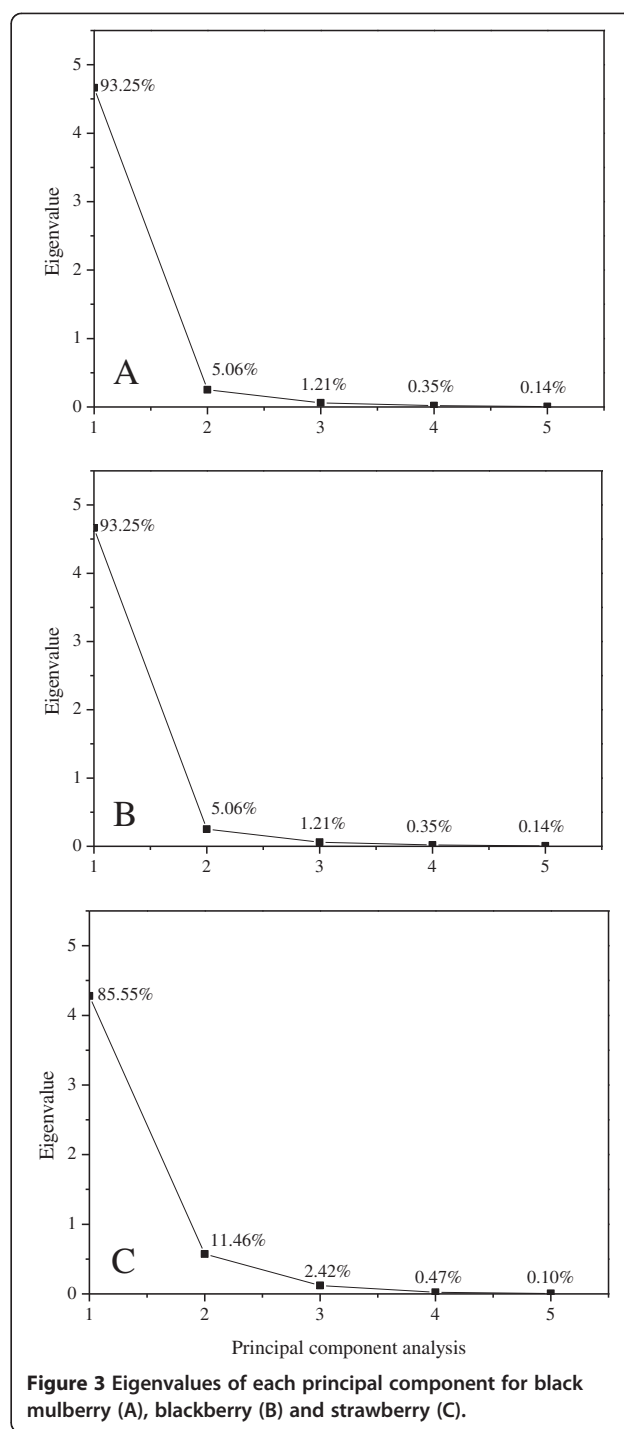 5
93.25%
4
3
Eigenvalue
2
1
A
5.06%
1.21%
0.35%
0.14%
0
1 2 3 4 5
5
93.25%
4
3
Eigenvalue
2
1
B
5.06%
1.21%
0.35%
0.14%
0
1 2 3 4 5
5
85.55%
4
3
Eigenvalue
2
1
C
11.46%
2.42%
0.47%
0.10%
0
1 2 3 4 5
Principal component analysis
Figure 3 Eigenvalues of each principal component for black
mulberry (A), blackberry (B) and strawberry (C).